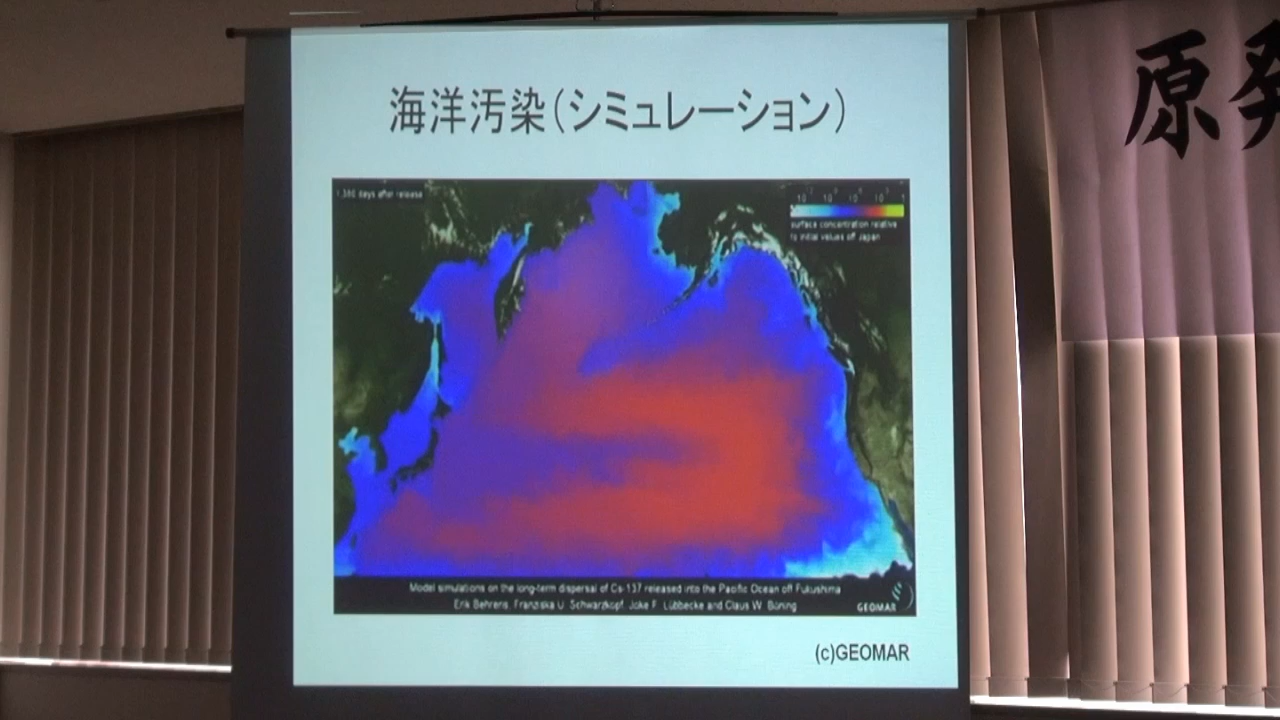 海洋汚染(シミュレーション)
原発
days after release
surface concentration relative
to initial values off Japan
Model simulations on the long-term dispersal of Cs-137 released into the Pacific Ocean off Fukushima
Erik Behrens, Franziska U. Schwarzkopf, Joke F. Lübbecke and Claus W. Böning
GEOMAR
(c)GEOMAR